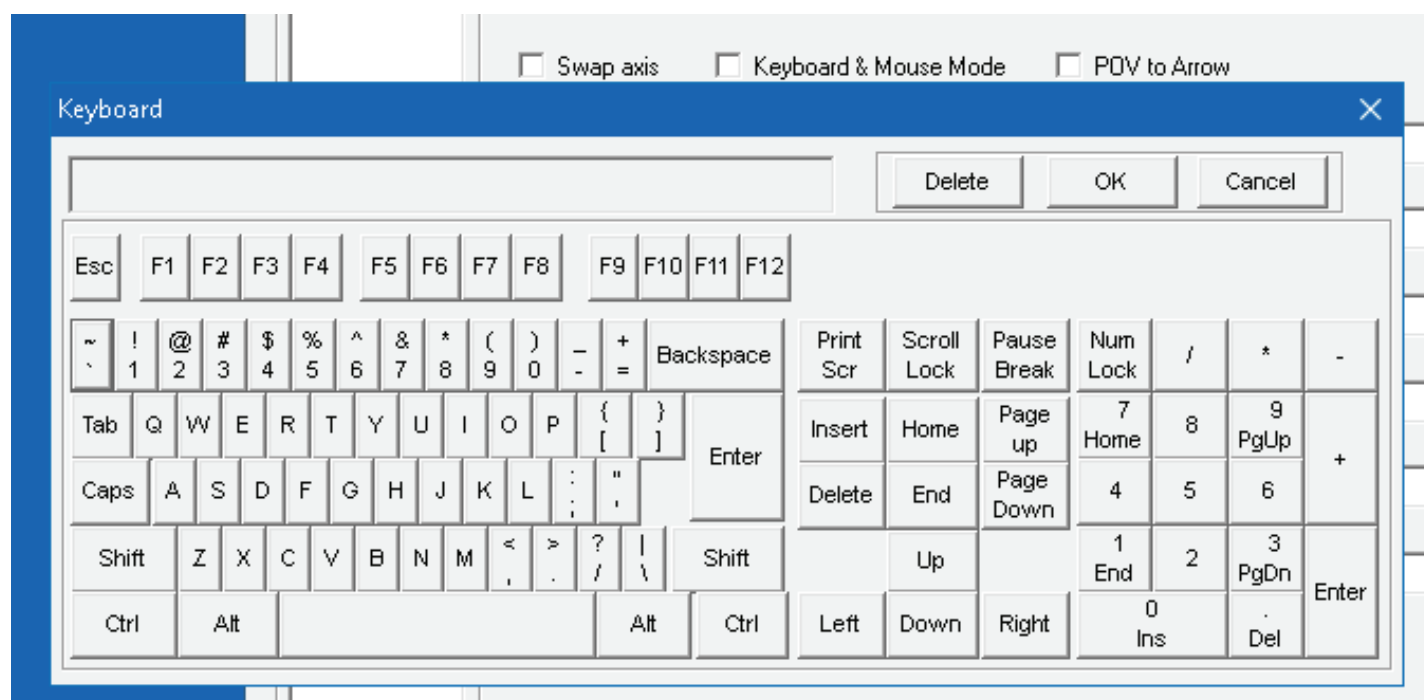 Swap axis Keyboard & Mouse Mode POV to Arrow
Keyboard
Delete OK Cancel
Esc F1 F2 F3 F4 F5 F6 F7 F8 F9 F10 F11 F12
~ ! @ # $ % ^ & * ( ) _ + Backspace Print Scroll Pause Num / * -
` 1 2 3 4 5 6 7 8 9 0 - = Scr Lock Break Lock
Tab Q W E R T Y U I O P { } Enter Insert Home Page 7 8 9 +
[ ] up Home PgUp
Caps A S D F G H J K L : " Delete End Page 4 5 6
; ' Down
Shift Z X C V B N M < > ? | Shift Up 1 2 3 Enter
, . / \ End PgDn
Ctrl Alt Alt Ctrl Left Down Right 0 .
Ins Del